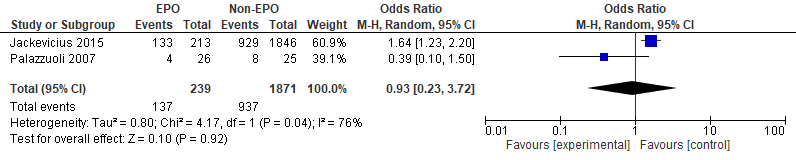 EPO Non-EPO Odds Ratio Odds Ratio
Study or Subgroup Events Total Events Total Weight M-H, Random, 95% CI M-H, Random, 95% CI
Jackevicius 2015 133 213 929 1846 60.9% 1.64 [1.23, 2.20]
Palazzuoli 2007 4 26 8 25 39.1% 0.39 [0.10, 1.50]
Total (95% CI) 239 1871 100.0% 0.93 [0.23, 3.72]
Total events 137 937
Heterogeneity: Tau² = 0.80; Chi² = 4.17, df = 1 (P = 0.04); I² = 76%
Test for overall effect: Z = 0.10 (P = 0.92)
0.01 0.1 1 10 100
Favours [experimental] Favours [control]